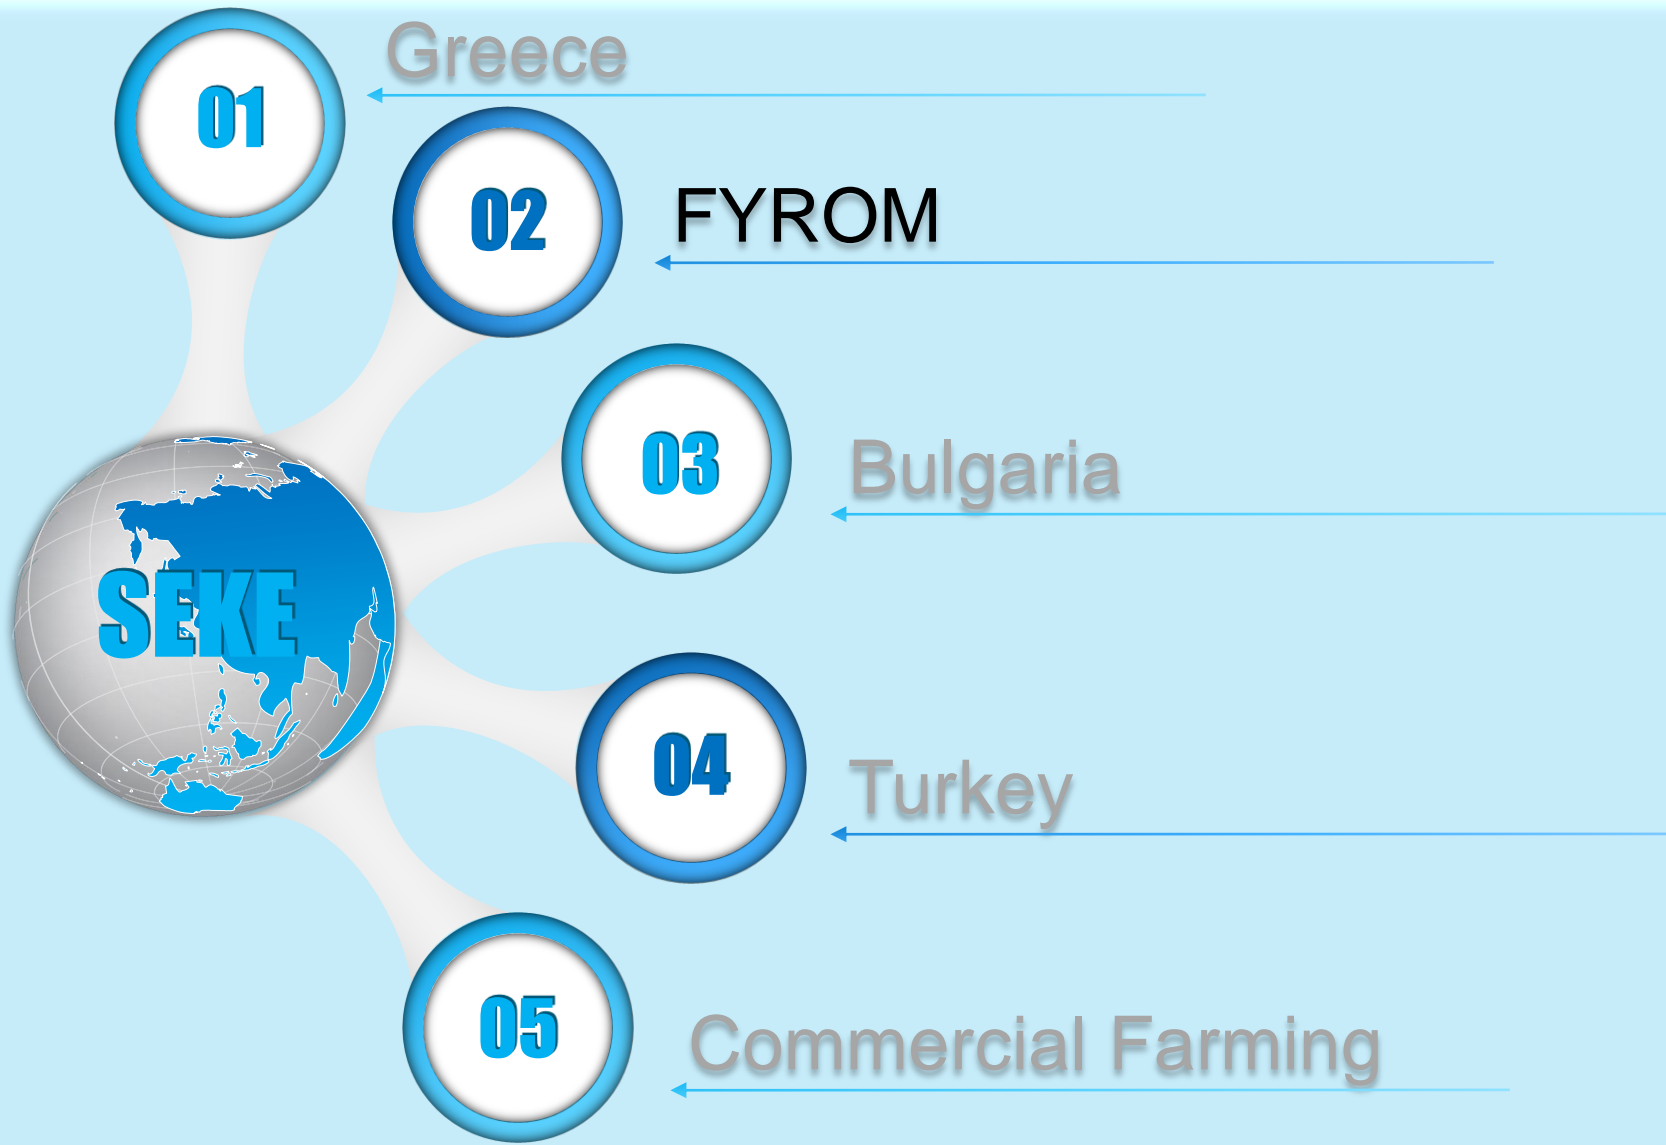 01
Greece
02
FYROM
03
Bulgaria
SEKE
04
Turkey
05
Commercial Farming